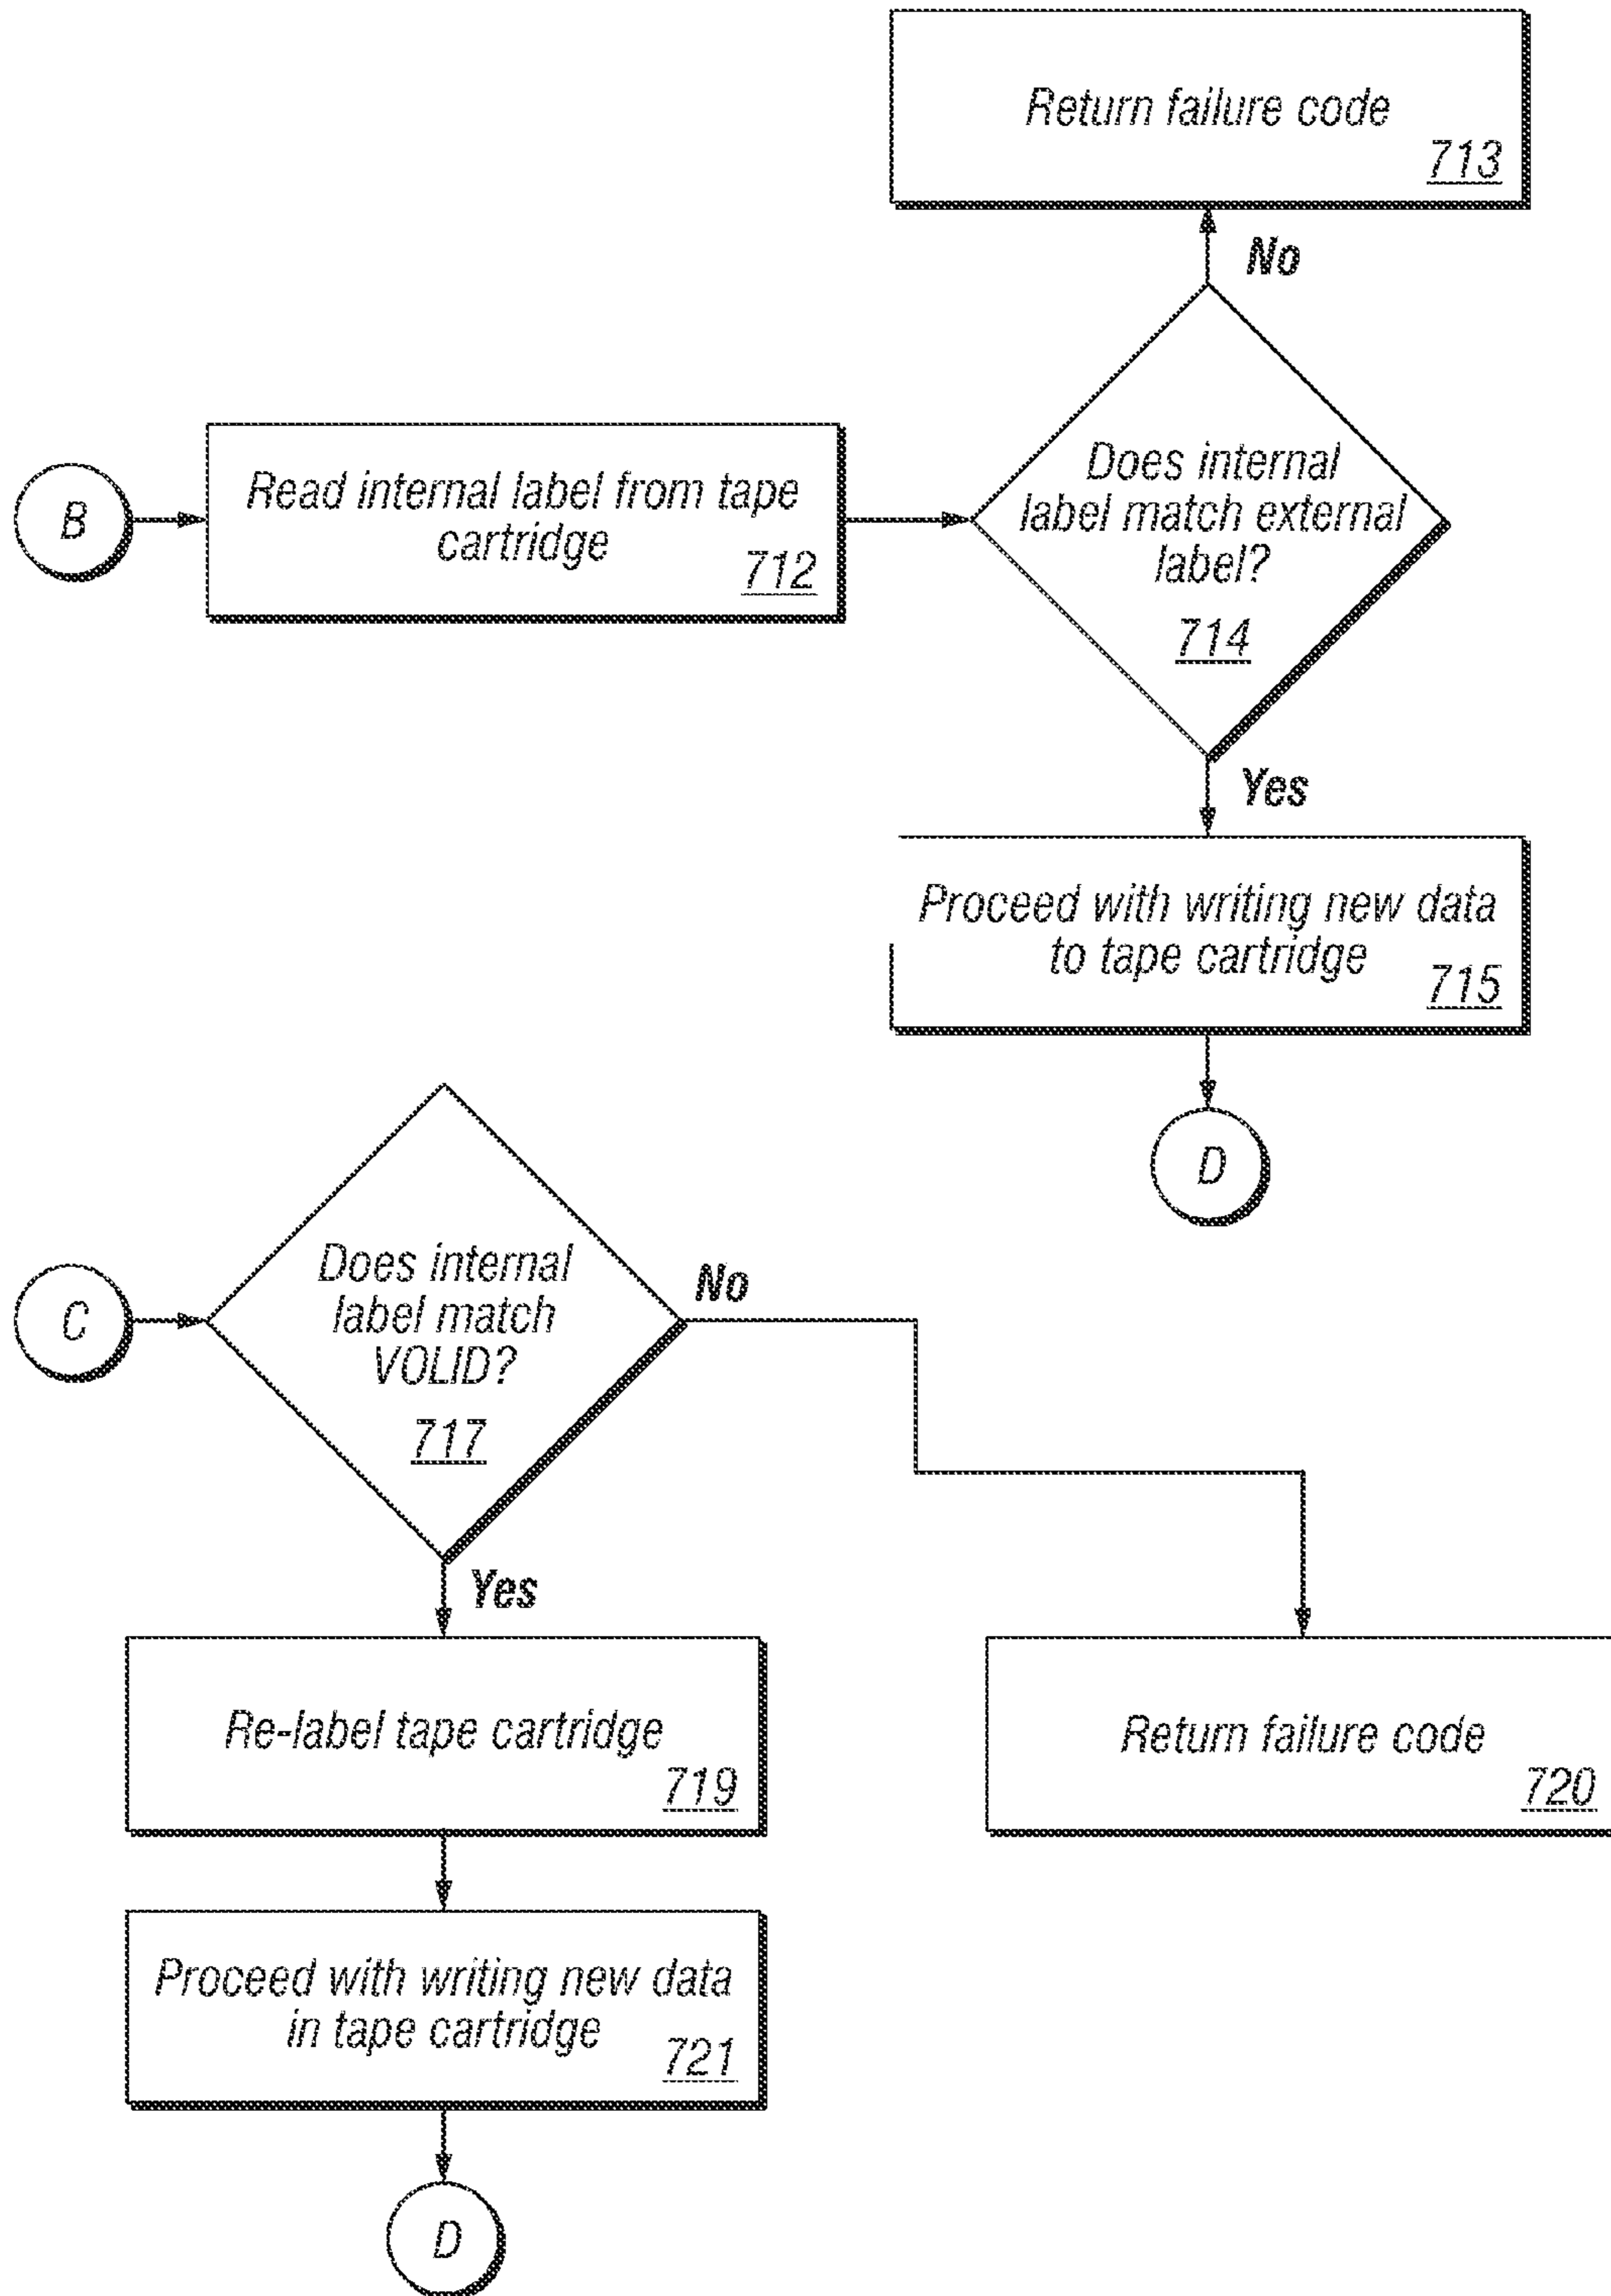 Return failure code
713
No
B
Read internal label from tape
cartridge
712
Does internal
label match external
label?
714
Yes
Proceed with writing new data
to tape cartridge
715
D
C
Does internal
label match
VOLID?
717
No
Yes
Re-label tape cartridge
719
Return failure code
720
Proceed with writing new data
in tape cartridge
721
D